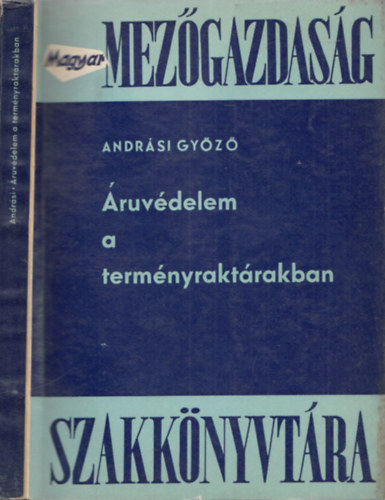 Andrási - Áruvédelem a terményraktárakban
Magyar MEZŐGAZDASÁG
ANDRÁSI GYŐZŐ
Áruvédelem
a
terményraktárakban
SZAKKÖNYVTÁRA